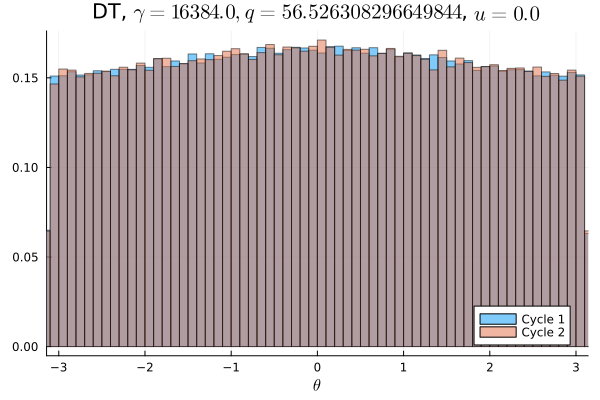 DT, γ = 16384.0, q = 56.526308296649844, u = 0.0
0.15
0.10
0.05
0.00
−3 −2 −1 0 1 2 3
θ
Cycle 1
Cycle 2